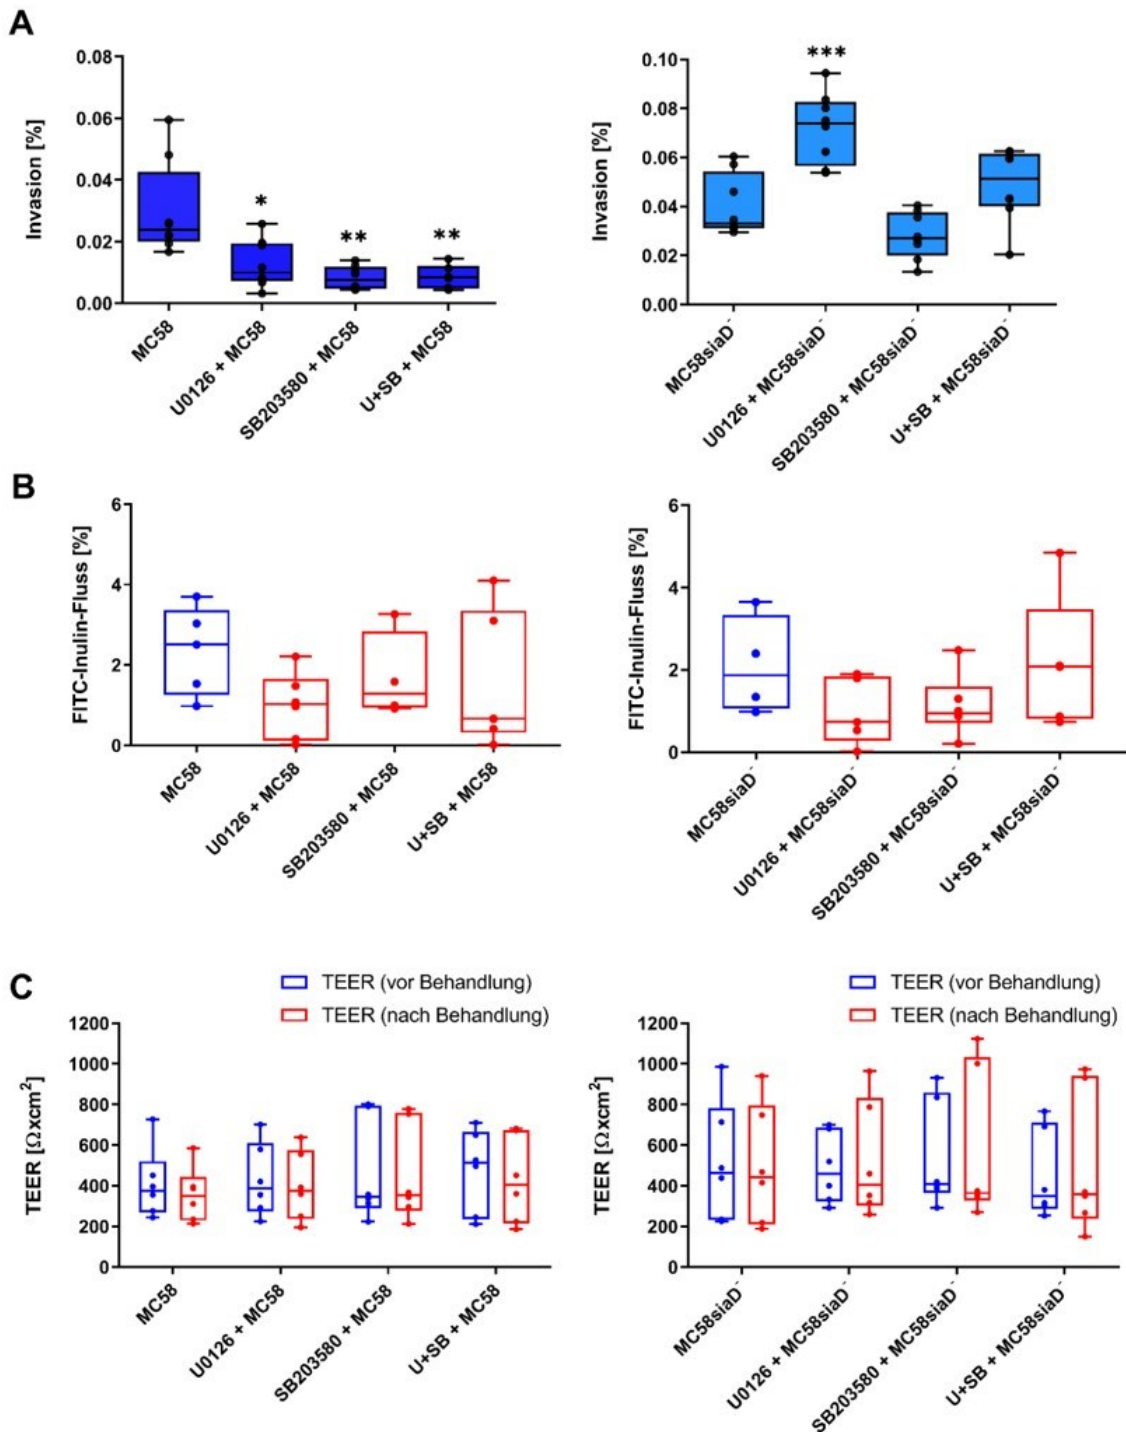 A
Invasion [%]
0.08
0.06
0.04
0.02
0.00
*
**
**
MC58
U0126 + MC58
SB203580 + MC58
U+SB + MC58
Invasion [%]
0.10
0.08
0.06
0.04
0.02
0.00
***
MC58siaD⁻
U0126 + MC58siaD⁻
SB203580 + MC58siaD⁻
U+SB + MC58siaD⁻
B
FITC-Inulin-Fluss [%]
6
4
2
0
MC58
U0126 + MC58
SB203580 + MC58
U+SB + MC58
FITC-Inulin-Fluss [%]
6
4
2
0
MC58siaD⁻
U0126 + MC58siaD⁻
SB203580 + MC58siaD⁻
U+SB + MC58siaD⁻
C
TEER (vor Behandlung)
TEER (nach Behandlung)
TEER [Ωxcm²]
1200
1000
800
600
400
200
0
MC58
U0126 + MC58
SB203580 + MC58
U+SB + MC58
TEER (vor Behandlung)
TEER (nach Behandlung)
TEER [Ωxcm²]
1200
1000
800
600
400
200
0
MC58siaD⁻
U0126 + MC58siaD⁻
SB203580 + MC58siaD⁻
U+SB + MC58siaD⁻